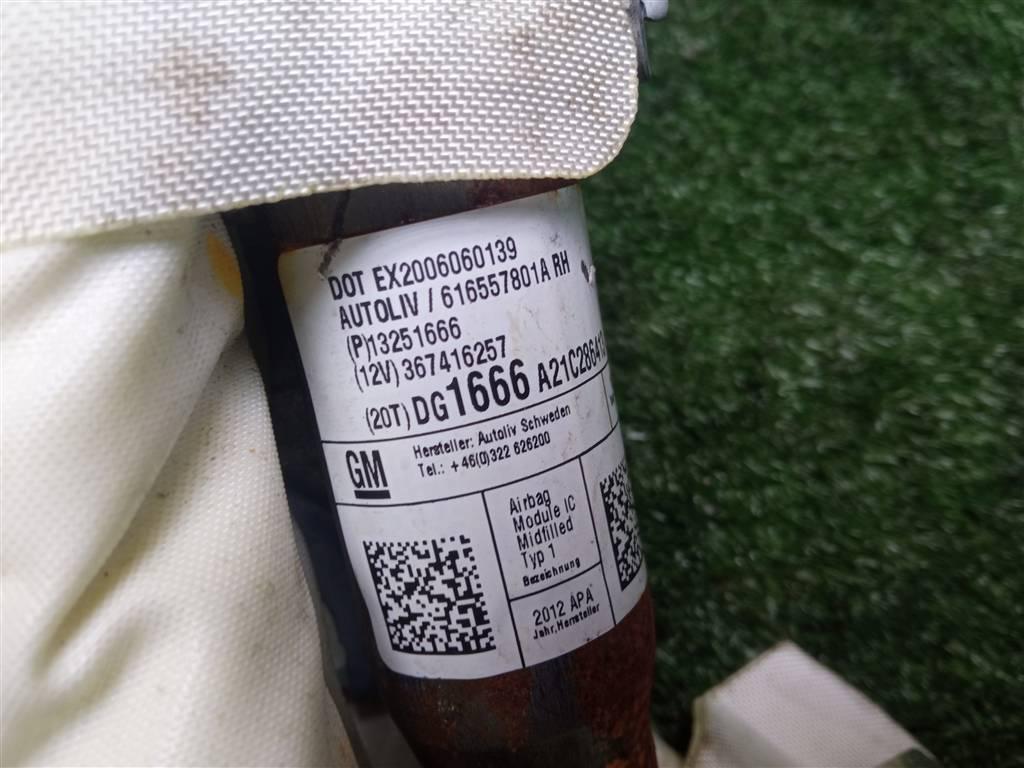 DOT EX2006060139
AUTOLIV / 616557801A RH
(P)13251666
(12V) 367416257
(20T) DG1666
GM
Hersteller: Autoliv Schweden
Tel.: +46(0)322 626200
Airbag
Module IC
Midfilled
Typ 1
Bezeichnung
2012 APA
Jahr, Hersteller